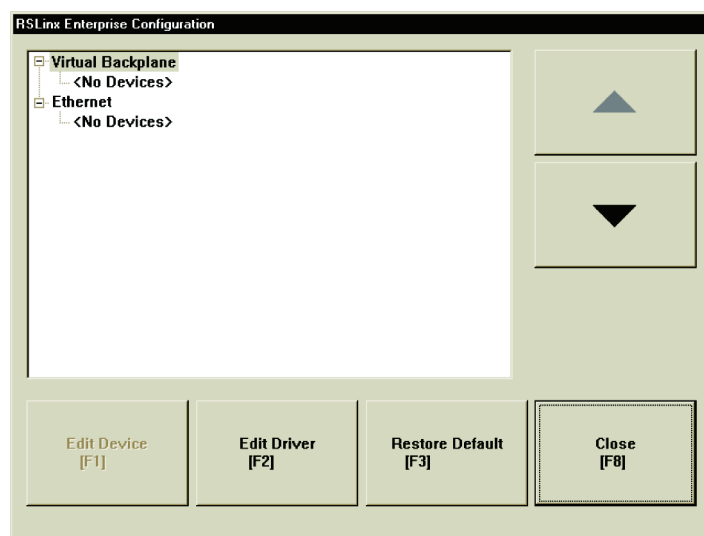 RSLinx Enterprise Configuration
Virtual Backplane
<No Devices>
Ethernet
<No Devices>
Edit Device
[F1]
Edit Driver
[F2]
Restore Default
[F3]
Close
[F8]